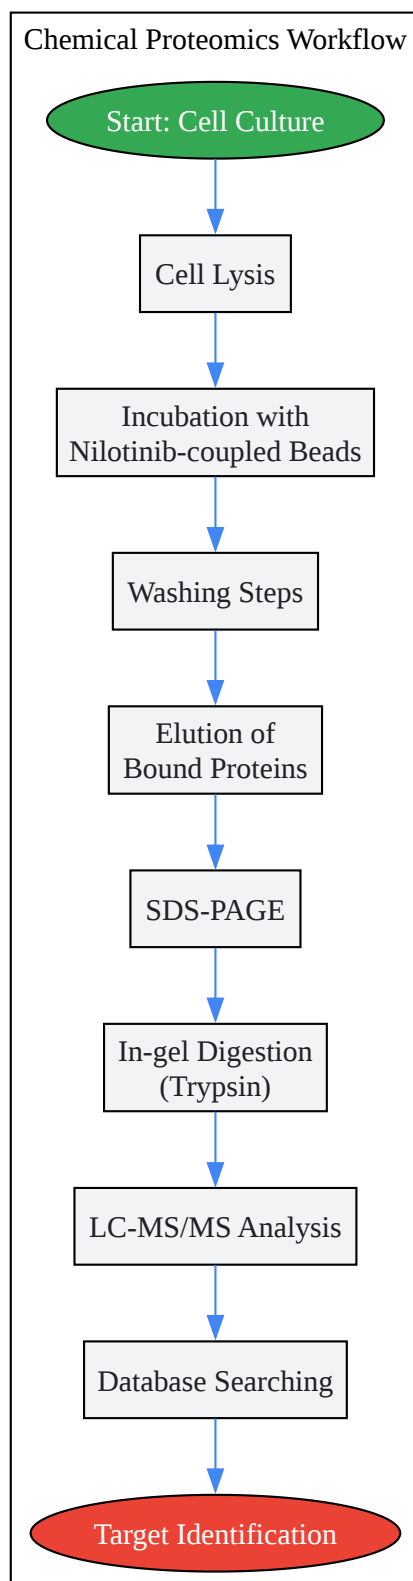 Chemical Proteomics Workflow
Start: Cell Culture
Cell Lysis
Incubation with
Nilotinib-coupled Beads
Washing Steps
Elution of
Bound Proteins
SDS-PAGE
In-gel Digestion
(Trypsin)
LC-MS/MS Analysis
Database Searching
Target Identification